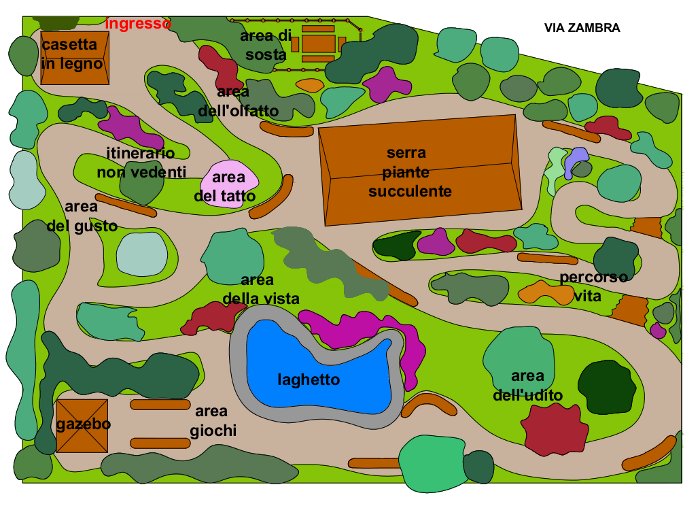 ingresso
VIA ZAMBRA
casetta
in legno
area di
sosta
area
dell'olfatto
itinerario
non vedenti
area
del tatto
serra
piante
succulente
area
del gusto
area
della vista
percorso
vita
laghetto
area
dell'udito
area
giochi
gazebo